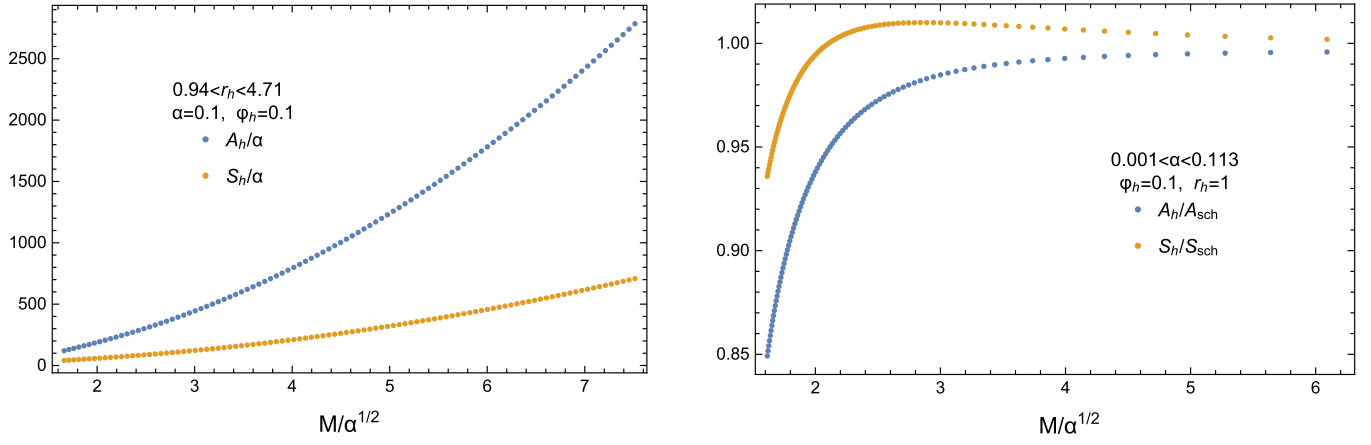 2500
2000
1500
1000
500
0
0.94<r_h<4.71
α=0.1, φ_h=0.1
A_h/α
S_h/α
2 3 4 5 6 7
M/α^{1/2}
1.00
0.95
0.90
0.85
0.001<α<0.113
φ_h=0.1, r_h=1
A_h/A_sch
S_h/S_sch
2 3 4 5 6
M/α^{1/2}